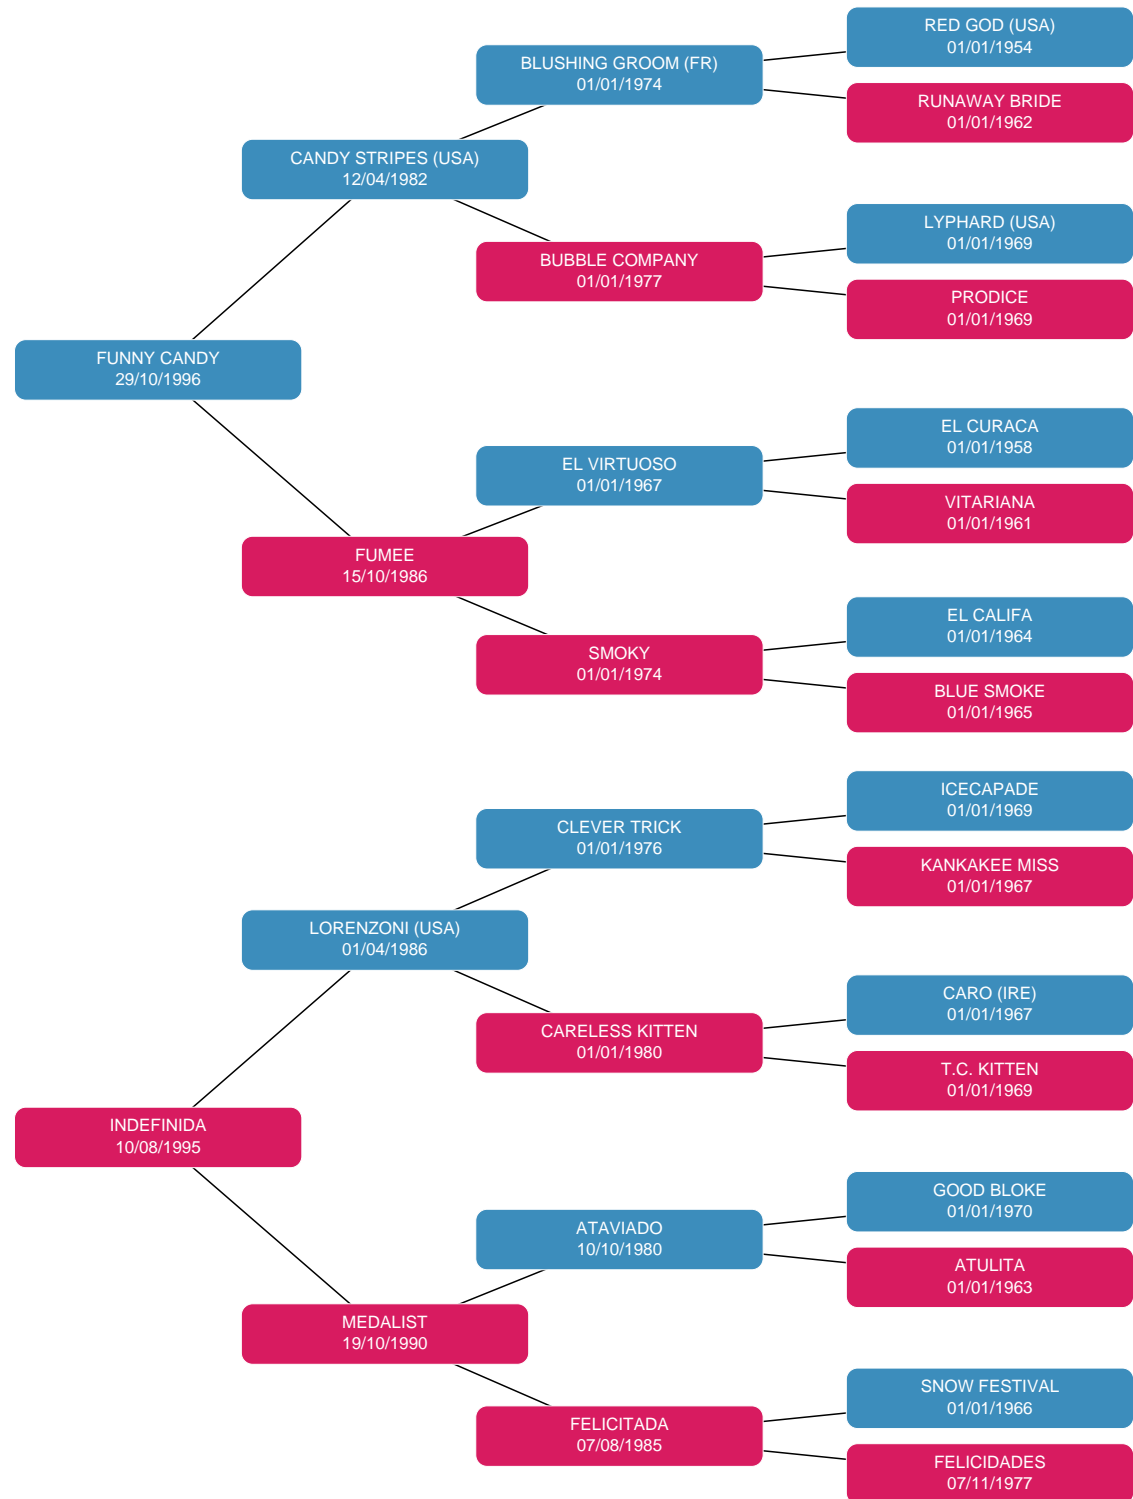 RED GOD (USA)
01/01/1954
BLUSHING GROOM (FR)
01/01/1974
RUNAWAY BRIDE
01/01/1962
CANDY STRIPES (USA)
12/04/1982
LYPHARD (USA)
01/01/1969
BUBBLE COMPANY
01/01/1977
PRODICE
01/01/1969
FUNNY CANDY
29/10/1996
EL CURACA
01/01/1958
EL VIRTUOSO
01/01/1967
VITARIANA
01/01/1961
FUMEE
15/10/1986
EL CALIFA
01/01/1964
SMOKY
01/01/1974
BLUE SMOKE
01/01/1965
ICECAPADE
01/01/1969
CLEVER TRICK
01/01/1976
KANKAKEE MISS
01/01/1967
LORENZONI (USA)
01/04/1986
CARO (IRE)
01/01/1967
CARELESS KITTEN
01/01/1980
T.C. KITTEN
01/01/1969
INDEFINIDA
10/08/1995
GOOD BLOKE
01/01/1970
ATAVIADO
10/10/1980
ATULITA
01/01/1963
MEDALIST
19/10/1990
SNOW FESTIVAL
01/01/1966
FELICITADA
07/08/1985
FELICIDADES
07/11/1977